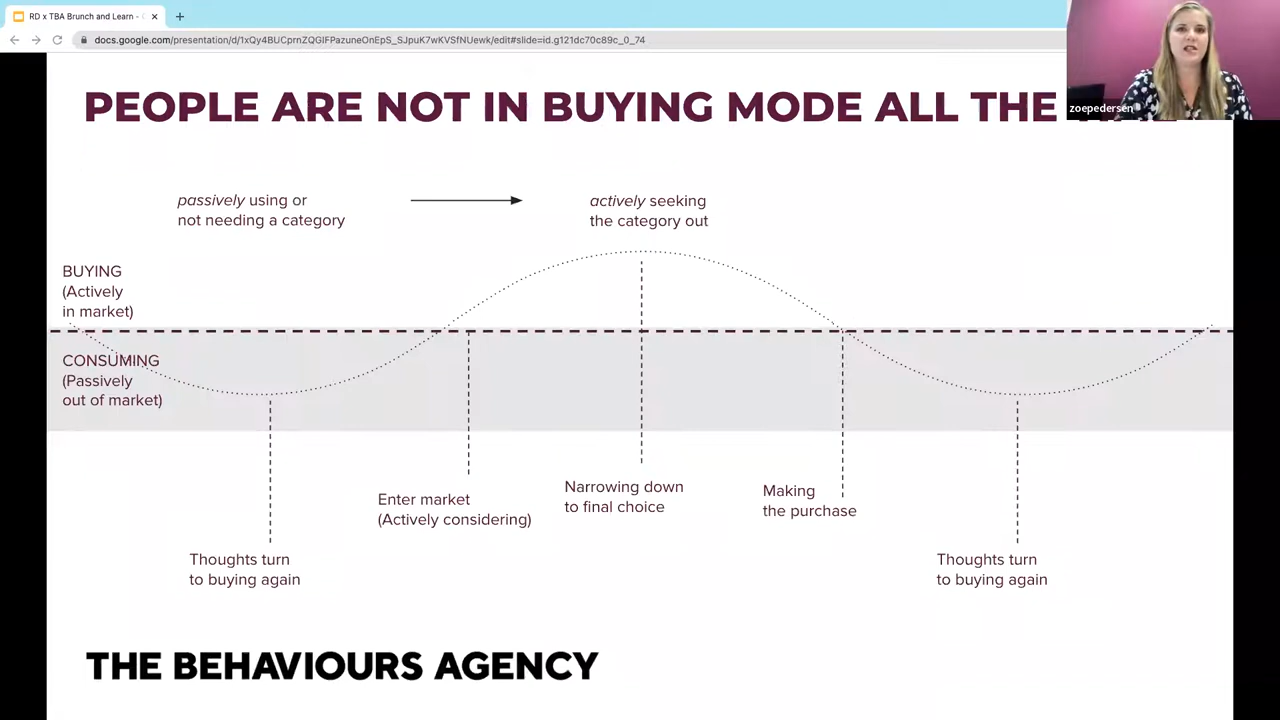 RD x TBA Brunch and Learn -
docs.google.com/presentation/d/1xQy4BUCprnZQGIFPazuneOnEpS_SJpuK7wKVSfNUewk/edit#slide=id.g121dc70c89c_0_74
zoepedersen
PEOPLE ARE NOT IN BUYING MODE ALL THE
passively using or
not needing a category
actively seeking
the category out
BUYING
(Actively
in market)
CONSUMING
(Passively
out of market)
Enter market
(Actively considering)
Narrowing down
to final choice
Making
the purchase
Thoughts turn
to buying again
Thoughts turn
to buying again
THE BEHAVIOURS AGENCY